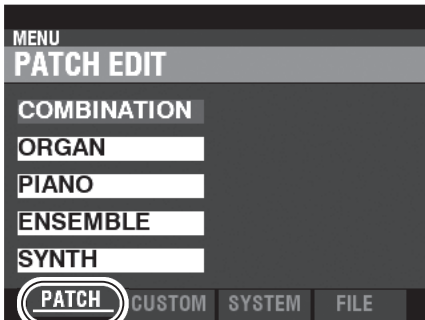 MENU
PATCH EDIT
COMBINATION
ORGAN
PIANO
ENSEMBLE
SYNTH
PATCH CUSTOM SYSTEM FILE